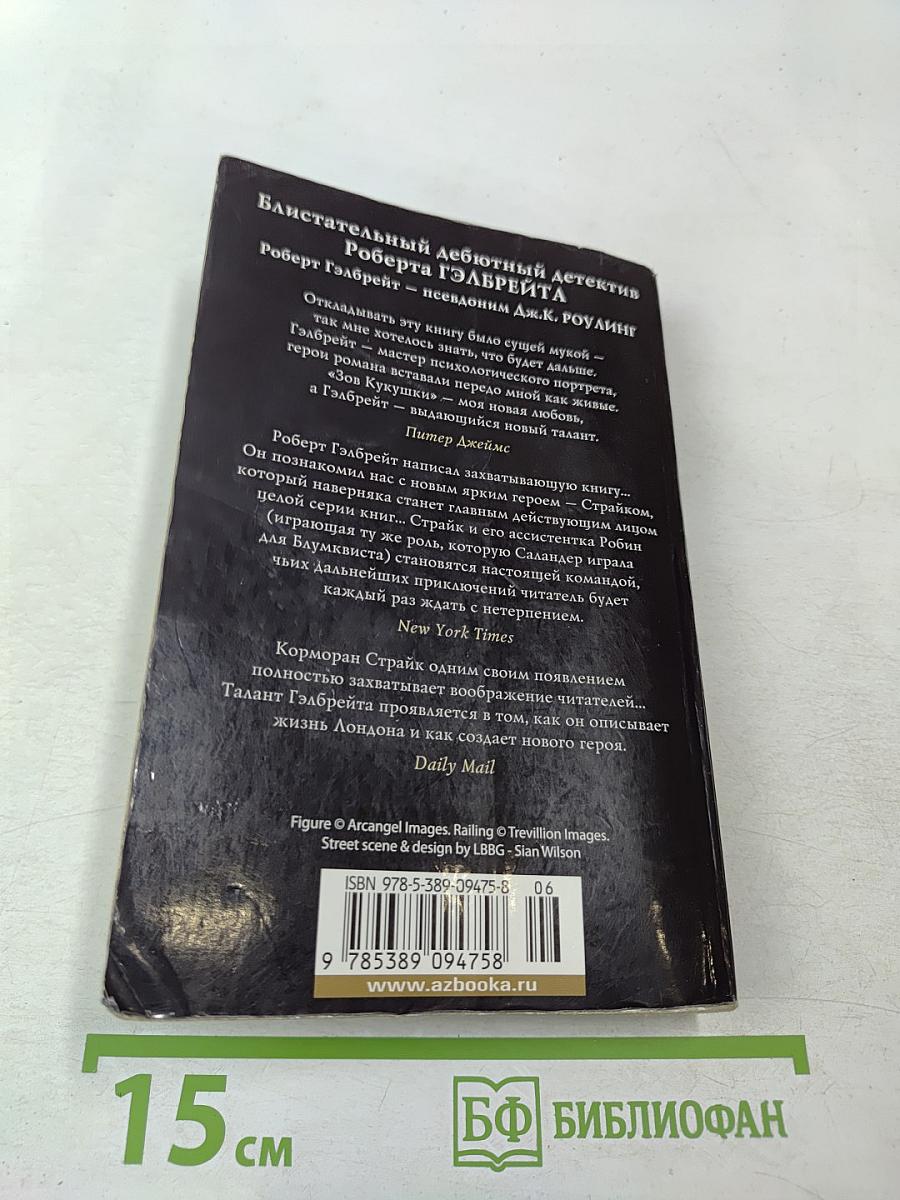 Блистательный дебютный детектив
Роберта ГЭЛБРЕЙТА
Роберт Гэлбрейт — псевдоним Дж.К. РОУЛИНГ
Откладывать эту книгу было сущей мукой —
так мне хотелось знать, что будет дальше.
Гэлбрейт — мастер психологического портрета,
герои романа вставали передо мной как живые.
«Зов Кукушки» — моя новая любовь,
а Гэлбрейт — выдающийся новый талант.
Питер Джеймс
Роберт Гэлбрейт написал захватывающую книгу...
Он познакомил нас с новым ярким героем — Страйком,
который наверняка станет главным действующим лицом
целой серии книг... Страйк и его ассистентка Робин
(играющая ту же роль, которую Саландер играла
для Блумквиста) становятся настоящей командой,
чьих дальнейших приключений читатель будет
каждый раз ждать с нетерпением.
New York Times
Корморан Страйк одним своим появлением
полностью захватывает воображение читателей...
Талант Гэлбрейта проявляется в том, как он описывает
жизнь Лондона и как создает нового героя.
Daily Mail
Figure © Arcangel Images. Railing © Trevillion Images.
Street scene & design by LBBG - Sian Wilson
ISBN 978-5-389-09475-8 06
9 785389 094758
www.azbooka.ru
15 см
БФ БИБЛИОФАН